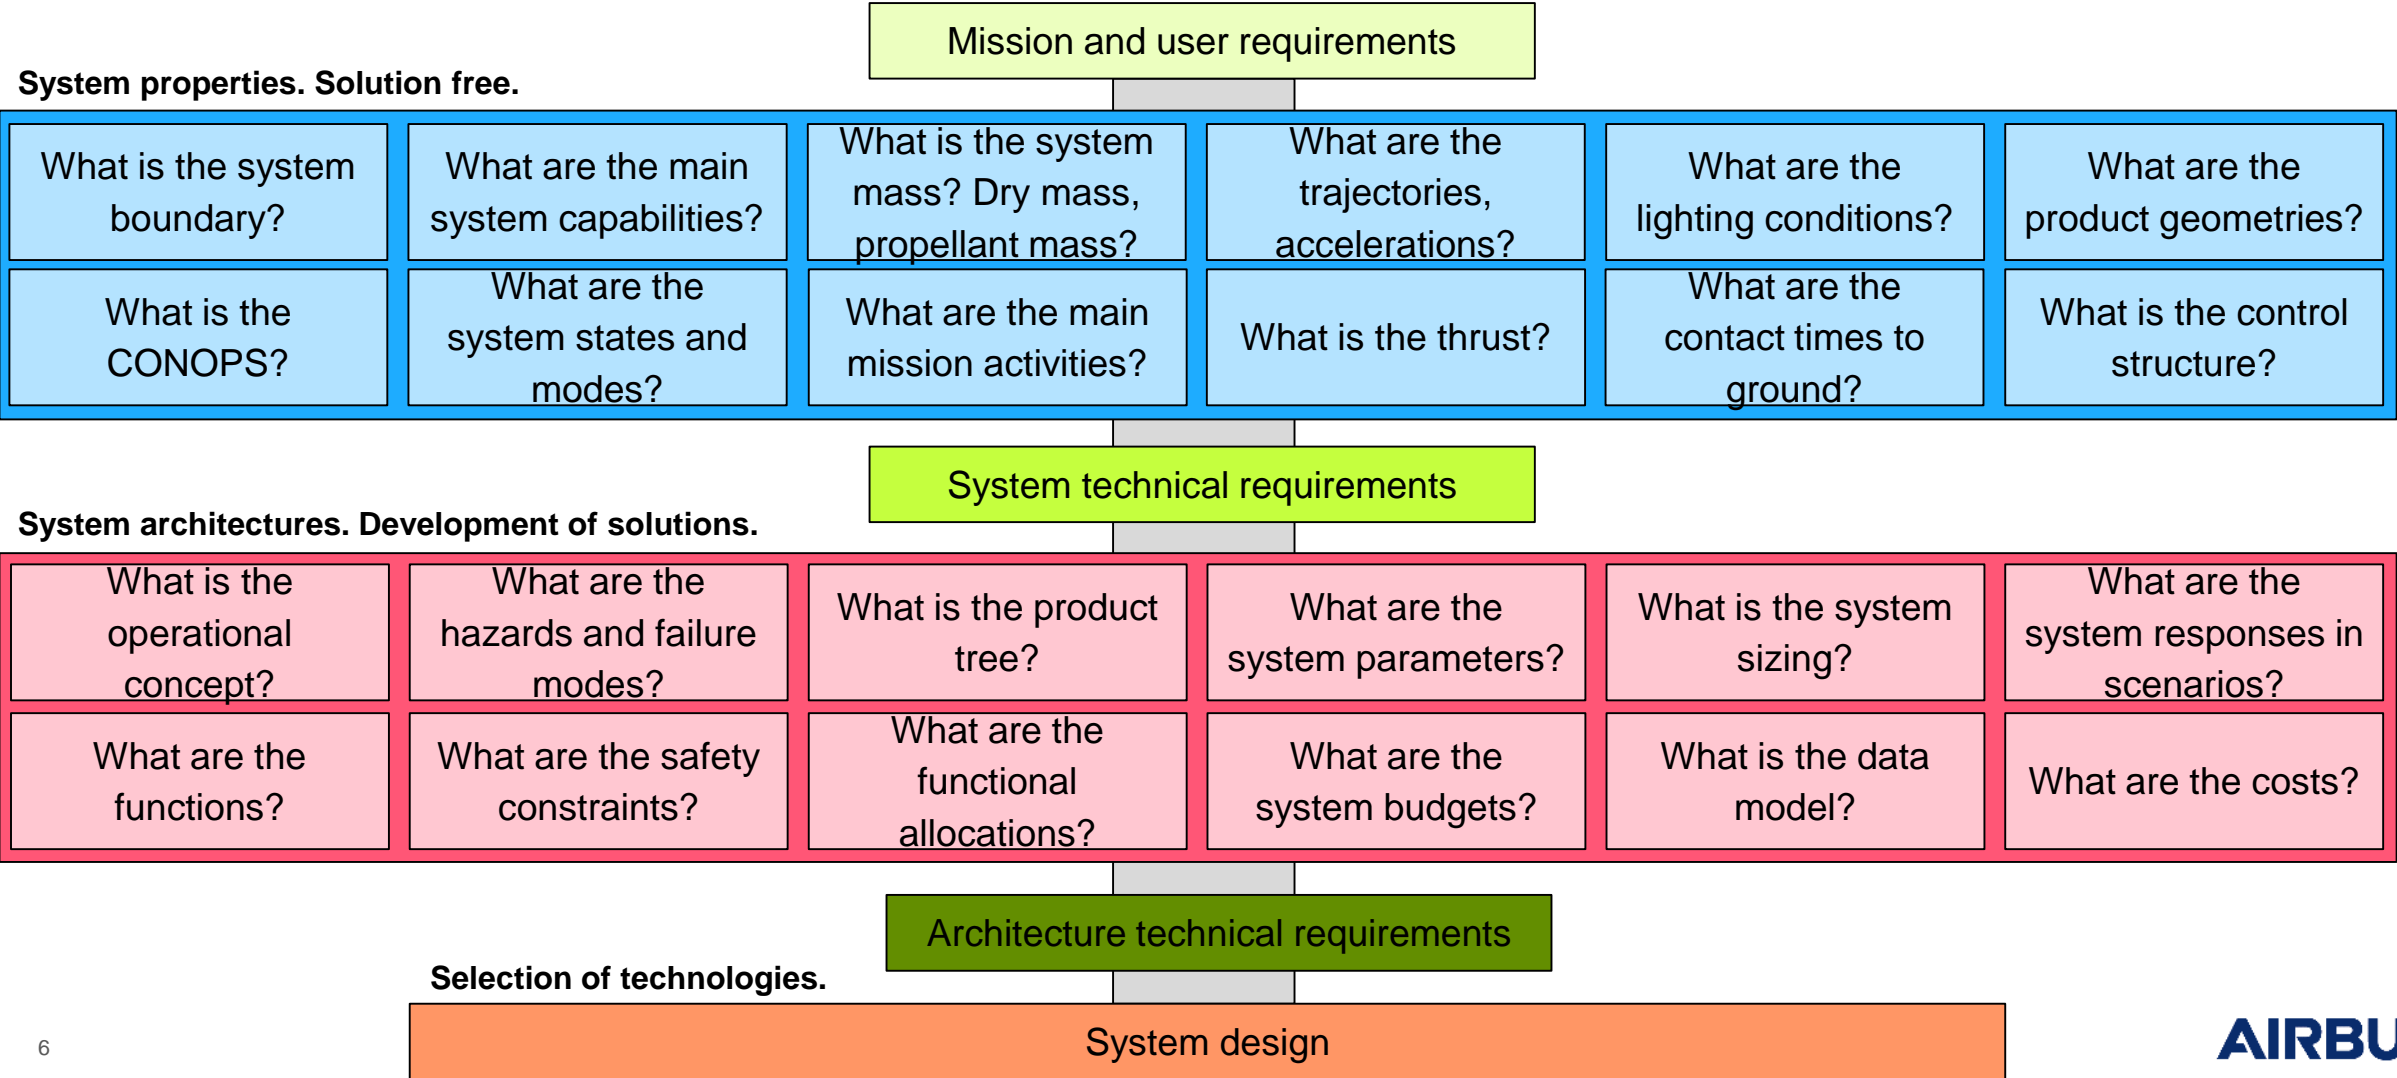 Mission and user requirements
System properties. Solution free.
What is the system
boundary?
What are the main
system capabilities?
What is the system
mass? Dry mass,
propellant mass?
What are the
trajectories,
accelerations?
What are the
lighting conditions?
What are the
product geometries?
What is the
CONOPS?
What are the
system states and
modes?
What are the main
mission activities?
What is the thrust?
What are the
contact times to
ground?
What is the control
structure?
System technical requirements
System architectures. Development of solutions.
What is the
operational
concept?
What are the
hazards and failure
modes?
What is the product
tree?
What are the
system parameters?
What is the system
sizing?
What are the
system responses in
scenarios?
What are the
functions?
What are the safety
constraints?
What are the
functional
allocations?
What are the
system budgets?
What is the data
model?
What are the costs?
Architecture technical requirements
Selection of technologies.
System design
6
AIRBU